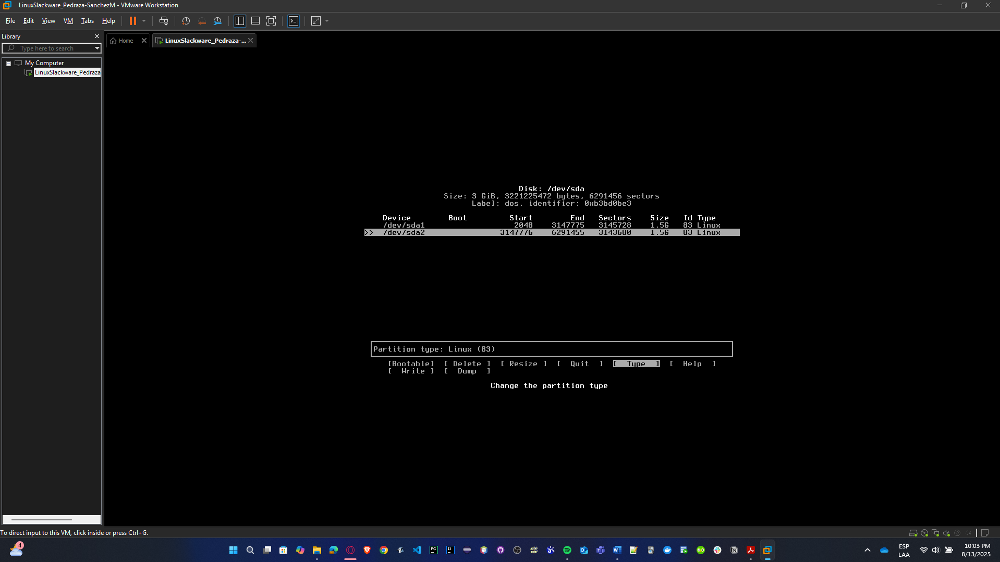 LinuxSlackware_Pedraza-SanchezM - VMware Workstation
File Edit View VM Tabs Help
Library
Type here to search
My Computer
LinuxSlackware_Pedraza
Home
LinuxSlackware_Pedraza-...
Disk: /dev/sda
Size: 3 GiB, 3221225472 bytes, 6291456 sectors
Label: dos, identifier: 0xb3bd0be3
Device Boot Start End Sectors Size Id Type
/dev/sda1 2048 3147775 3145728 1.5G 83 Linux
>> /dev/sda2 3147776 6291455 3143680 1.5G 83 Linux
Partition type: Linux (83)
[Bootable] [ Delete ] [ Resize ] [ Quit ] [ Type ] [ Help ]
[ Write ] [ Dump ]
Change the partition type
To direct input to this VM, click inside or press Ctrl+G.
4
ESP
LAA
10:03 PM
8/13/2025